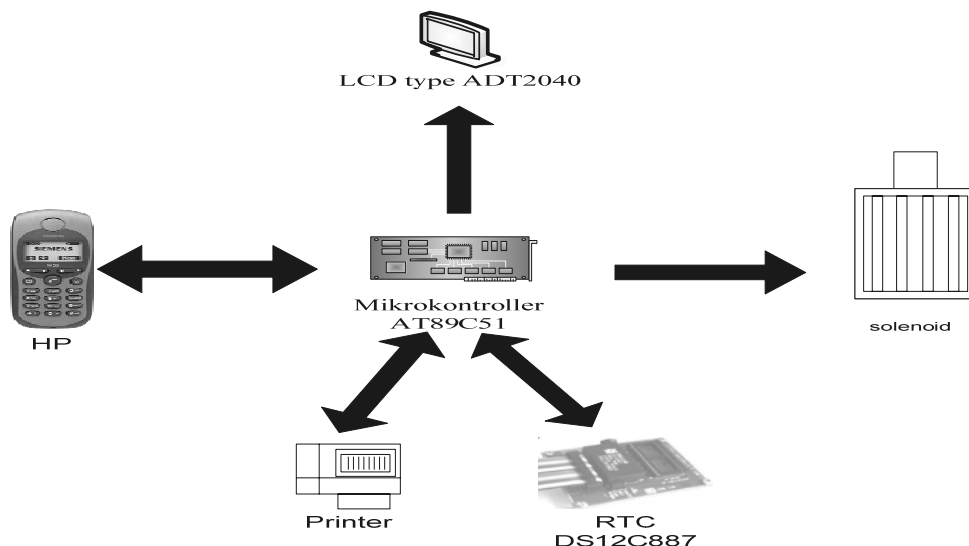 LCD type ADT2040
SIEMENS
HP
Mikrokontroller
AT89C51
solenoid
Printer
RTC
DS12C887